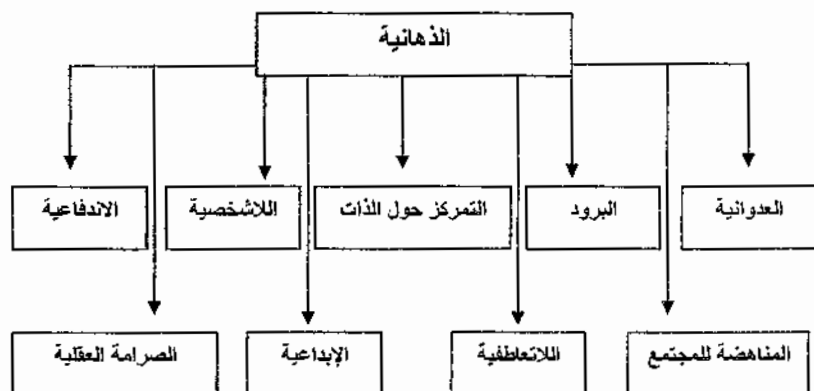 الذهانية
العدوانية
البرود
التمركز حول الذات
اللاشخصية
الاندفاعية
المناهضة للمجتمع
اللاتعاطفية
الإبداعية
الصرامة العقلية